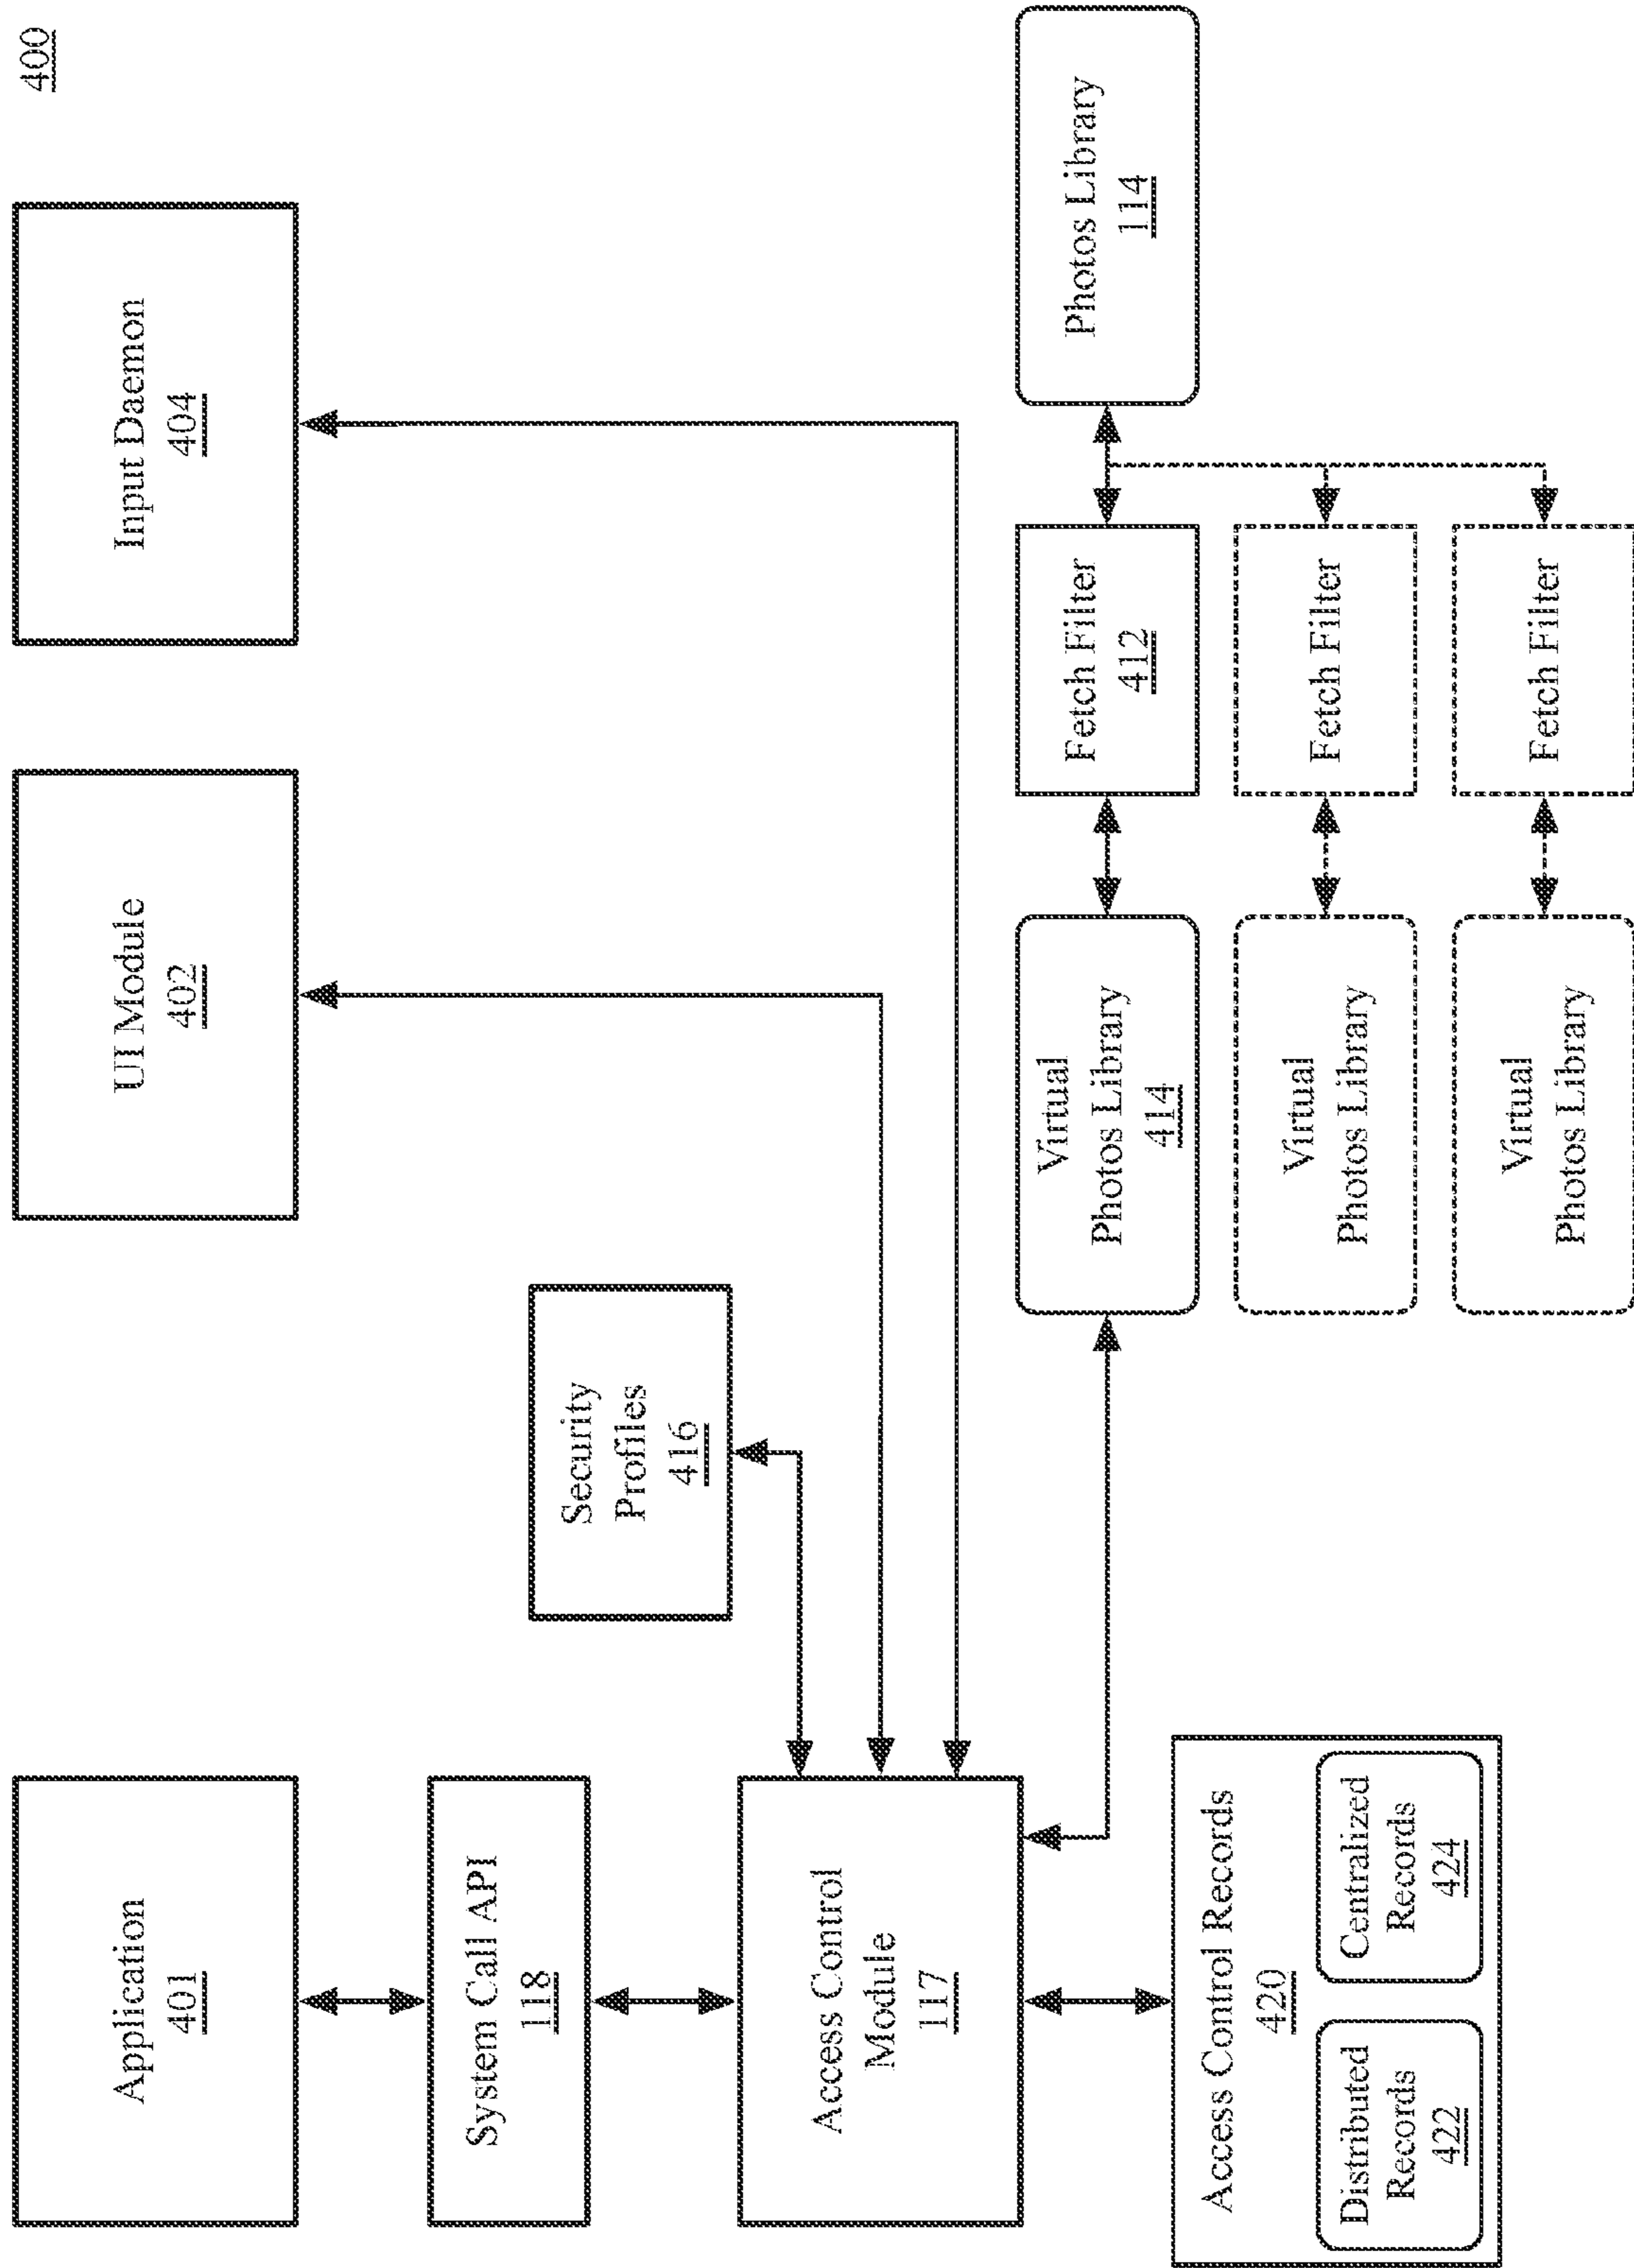 400
Application
401
UI Module
402
Input Daemon
404
System Call API
118
Security
Profiles
416
Access Control
Module
117
Virtual
Photos Library
414
Fetch Filter
412
Photos Library
114
Virtual
Photos Library
Fetch Filter
Virtual
Photos Library
Fetch Filter
Access Control Records
420
Distributed
Records
422
Centralized
Records
424